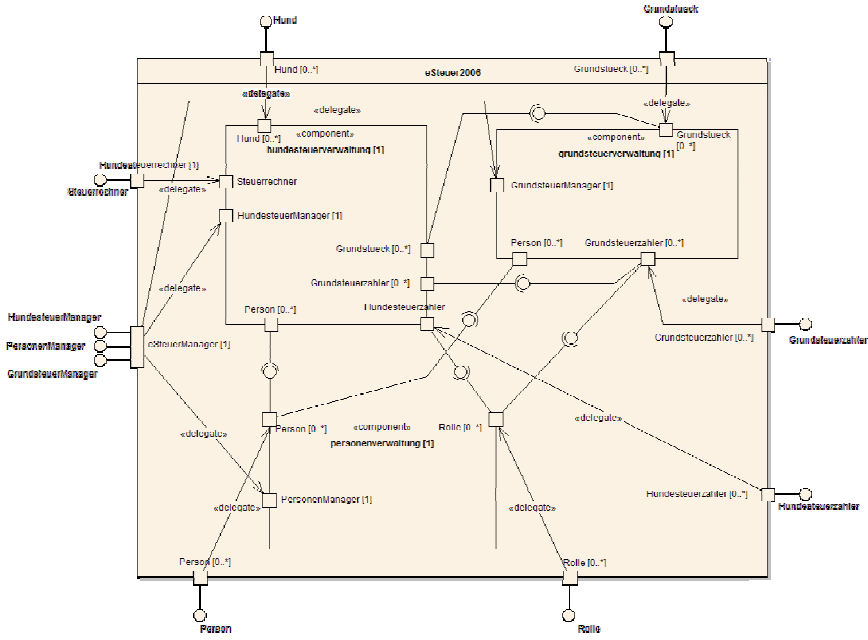 Hund
Grundstueck
Hund [0..*]
eSteuer2006
Grundstueck [0..*]
«delegate»
«delegate»
«delegate»
«component»
Hund [0..*]
hundesteuerverwaltung [1]
«component»
Grundstueck
[0..*]
grundsteuerverwaltung [1]
Hundesteuerrechner [1]
Steuerrechner
«delegate»
Steuerrechner
GrundsteuerManager [1]
HundesteuerManager [1]
Grundstueck [0..*]
Person [0..*]
Grundsteuerzahler [0..*]
«delegate»
Grundsteuerzahler [0..*]
«delegate»
Person [0..*]
Hundesteuerzahler
HundesteuerManager
PersonenManager
GrundsteuerManager
eSteuerManager [1]
Grundsteuerzahler [0..*]
Grundsteuerzahler
«delegate»
Person [0..*]
«component»
personenverwaltung [1]
Rolle [0..*]
«delegate»
PersonenManager [1]
«delegate»
«delegate»
Hundesteuerzahler [0..*]
Hundesteuerzahler
Person [0..*]
Rolle [0..*]
Person
Rolle